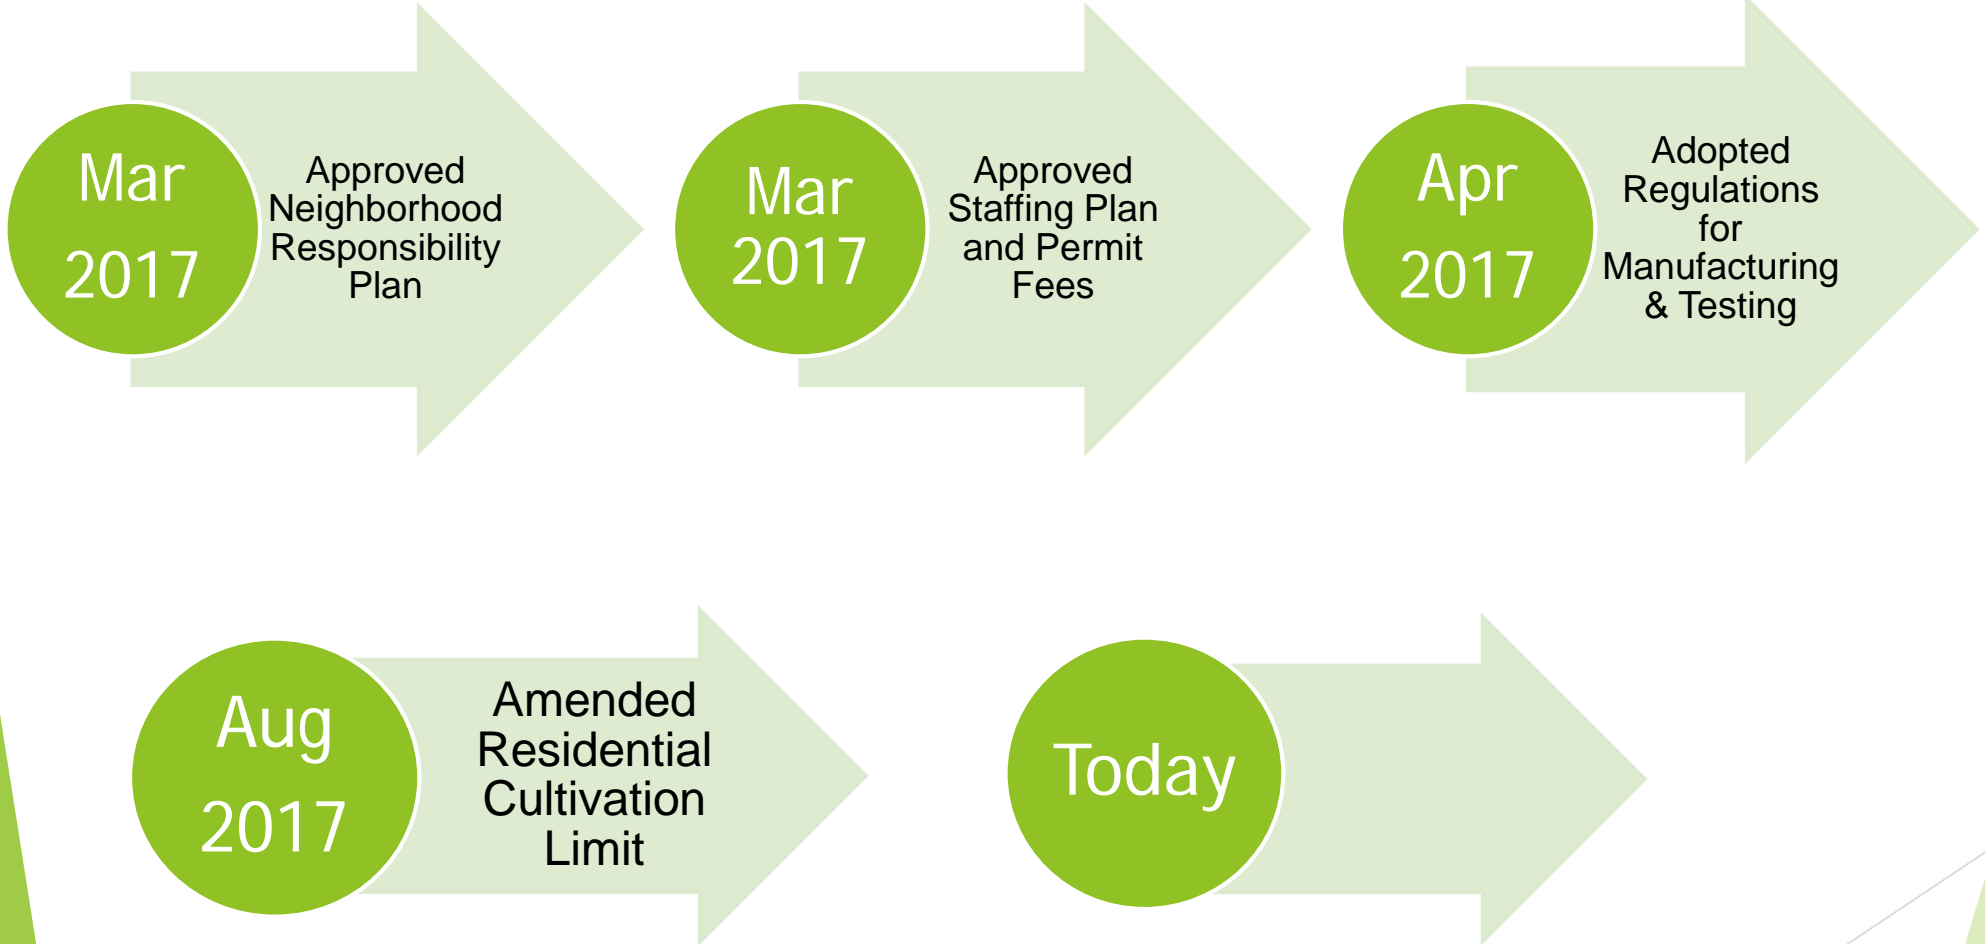 Mar
2017
Approved
Neighborhood
Responsibility
Plan
Mar
2017
Approved
Staffing Plan
and Permit
Fees
Apr
2017
Adopted
Regulations
for
Manufacturing
& Testing
Aug
2017
Amended
Residential
Cultivation
Limit
Today